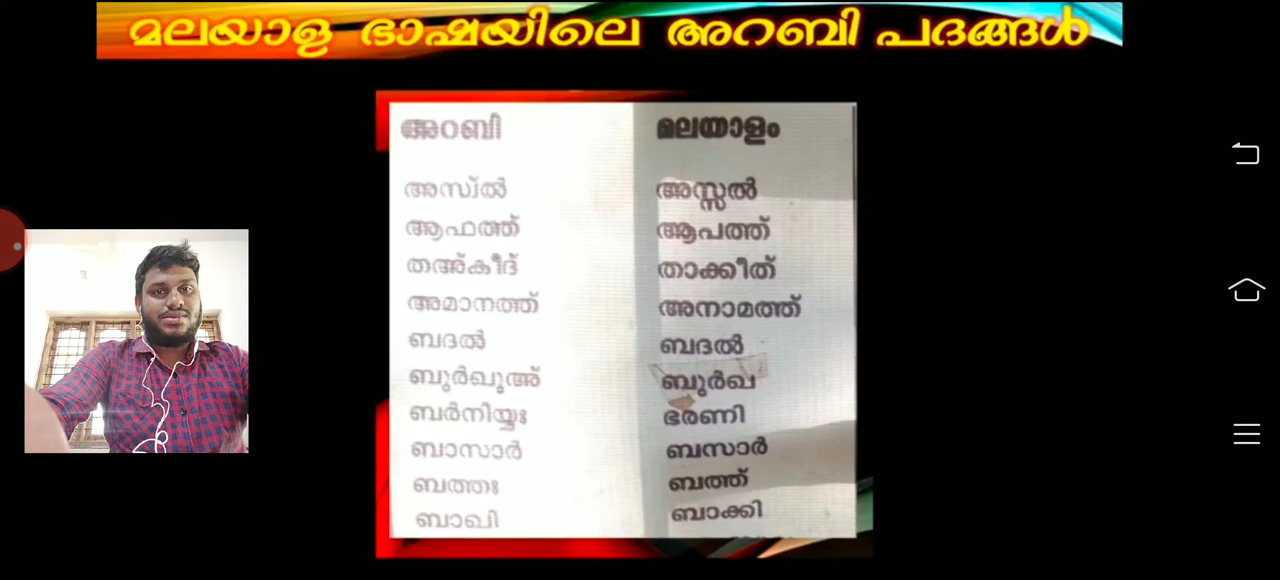 മലയാള ഭാഷയിലെ അറബി പദങ്ങൾ
അറബി മലയാളം
അസ്വ്ൽ അസ്സൽ
ആഫത്ത് ആപത്ത്
തഅ്കീദ് താക്കീത്
അമാനത്ത് അനാമത്ത്
ബദൽ ബദൽ
ബുർഖുഅ് ബുർഖ
ബർനിയ്യഃ ഭരണി
ബാസാർ ബസാർ
ബത്തഃ ബത്ത്
ബാഖി ബാക്കി